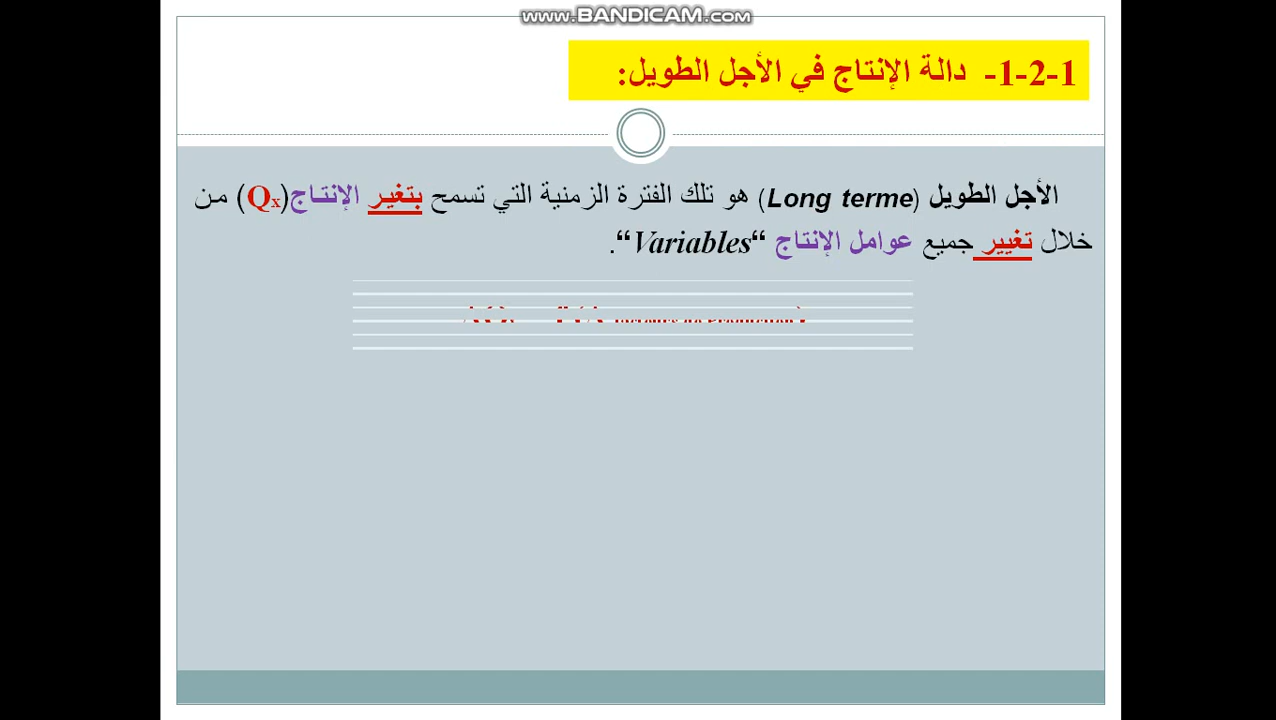 www.BANDICAM.com
1-2-1- دالة الإنتاج في الأجل الطويل:
الأجل الطويل (Long terme) هو تلك الفترة الزمنية التي تسمح بتغير الإنتاج(Qx) من
خلال تغيير جميع عوامل الإنتاج “Variables“.